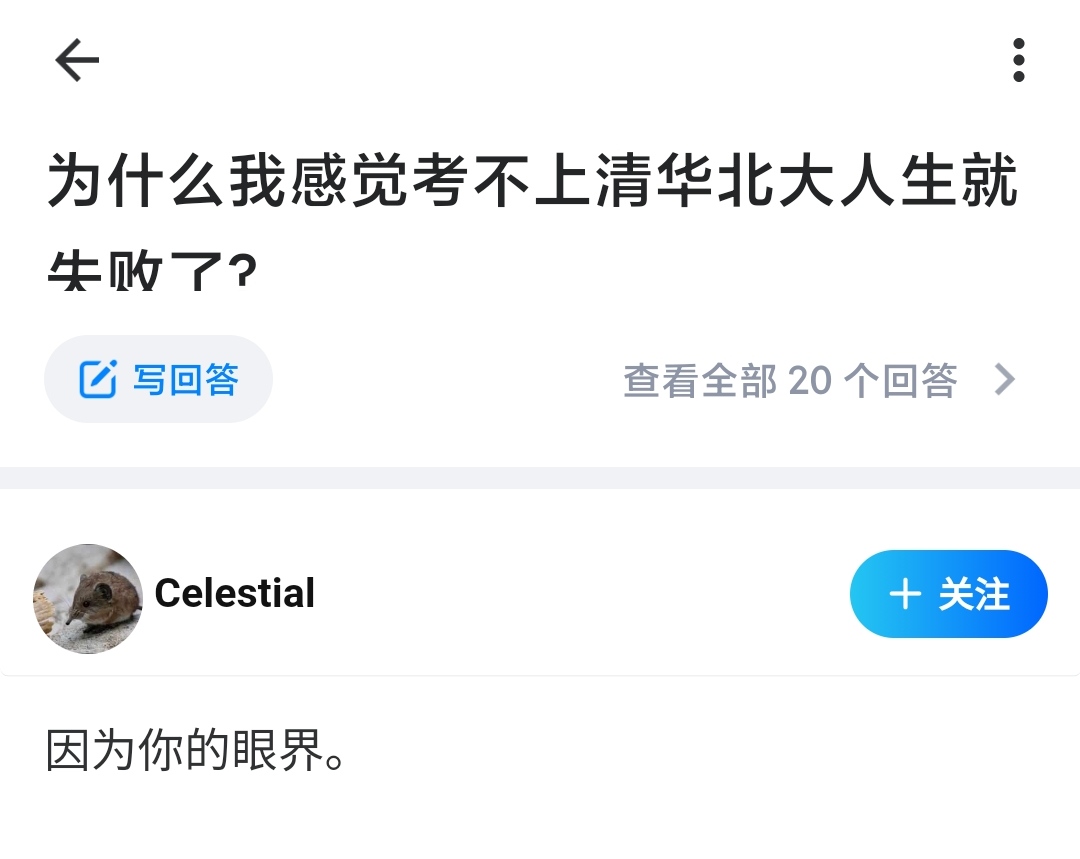 为什么我感觉考不上清华北大人生就
失败了?
写回答
查看全部 20 个回答
Celestial
关注
因为你的眼界。